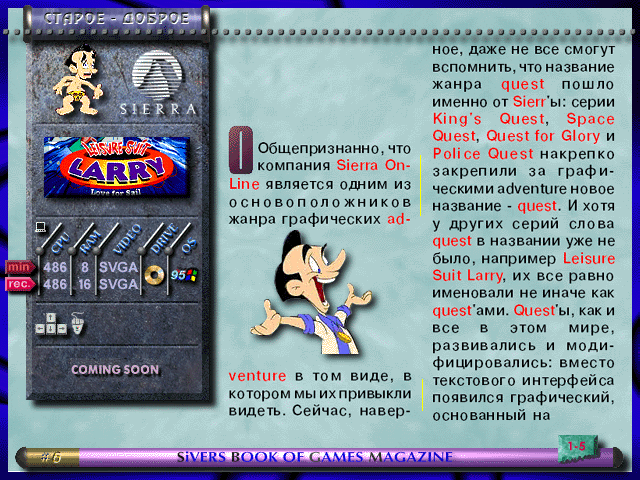 СТАРОЕ - ДОБРОЕ
SIERRA
LEISURE SUIT
LARRY
Love for Sail
CPU
RAM
VIDEO
DRIVE
OS
min 486 8 SVGA
rec. 486 16 SVGA
95
COMING SOON
Общепризнанно, что
компания Sierra On-
Line является одним из
основоположников
жанра графических ad-
venture в том виде, в
котором мы их привыкли
видеть. Сейчас, навер-
ное, даже не все смогут
вспомнить, что название
жанра quest пошло
именно от Sierr'ы: серии
King's Quest, Space
Quest, Quest for Glory и
Police Quest накрепко
закрепили за графи-
ческими adventure новое
название - quest. И хотя
у других серий слова
quest в названии уже не
было, например Leisure
Suit Larry, их все равно
именовали не иначе как
quest'ами. Quest'ы, как и
все в этом мире,
развивались и моди-
фицировались: вместо
текстового интерфейса
появился графический,
основанный на
#6
SiVERS BOOK OF GAMES MAGAZINE
1-5